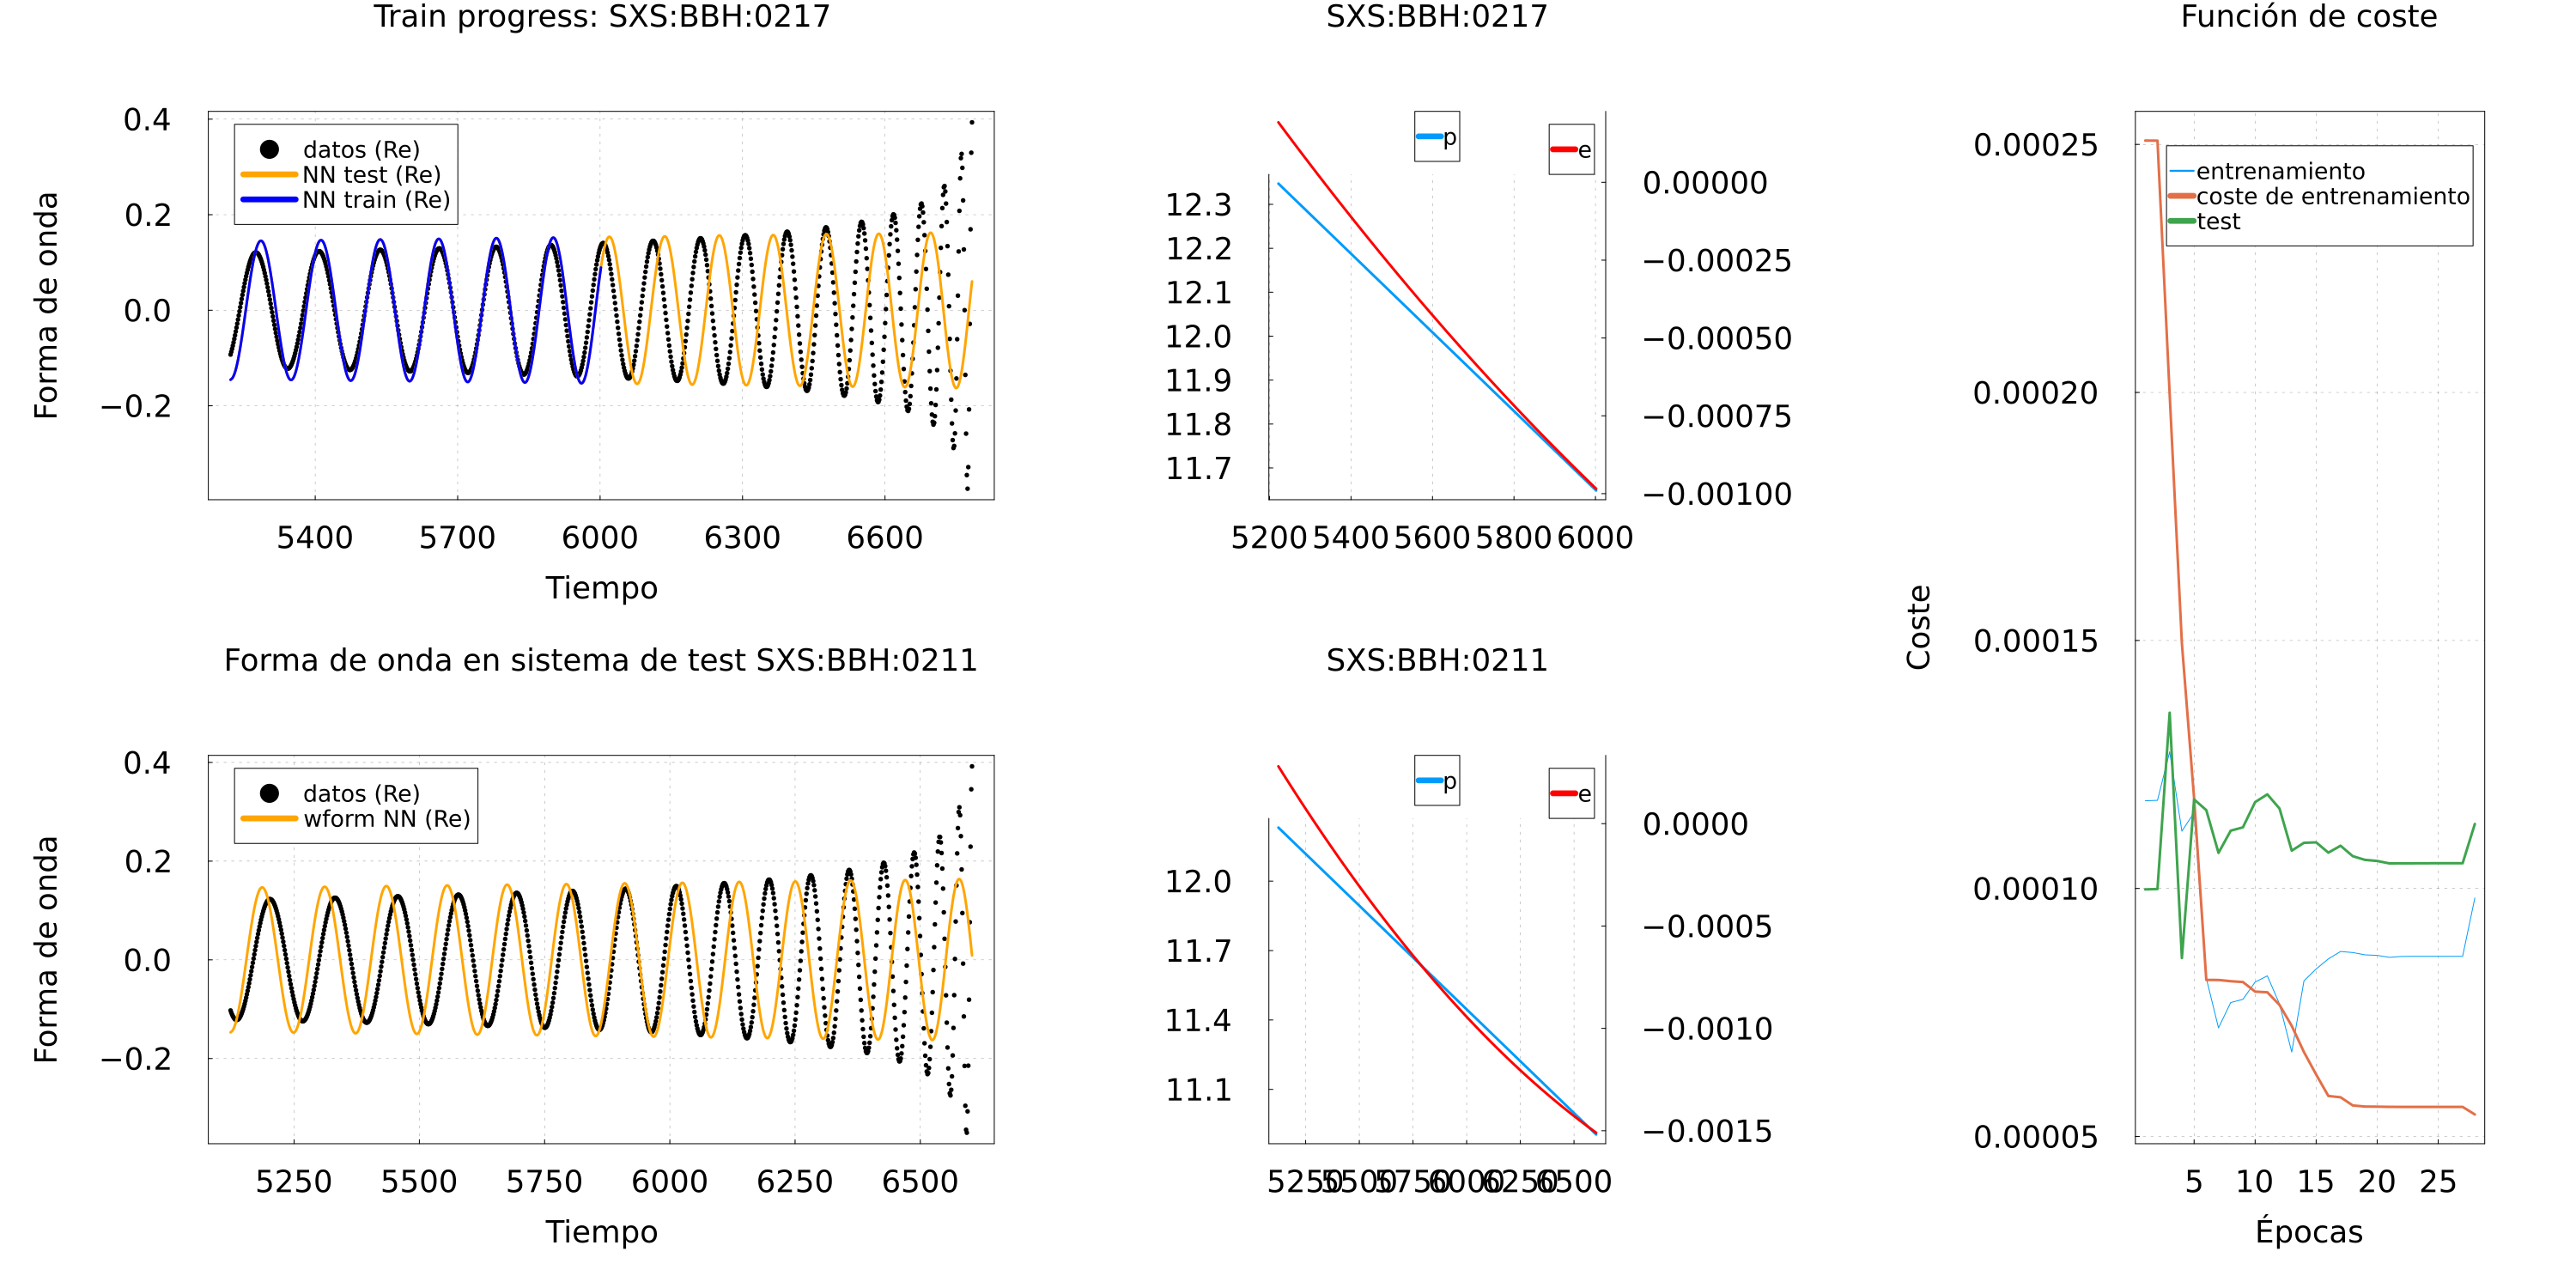 Train progress: SXS:BBH:0217
0.4
0.2
0.0
−0.2
Forma de onda
datos (Re)
NN test (Re)
NN train (Re)
5400 5700 6000 6300 6600
Tiempo
SXS:BBH:0217
p
e
12.3
12.2
12.1
12.0
11.9
11.8
11.7
0.00000
−0.00025
−0.00050
−0.00075
−0.00100
5200 5400 5600 5800 6000
Forma de onda en sistema de test SXS:BBH:0211
0.4
0.2
0.0
−0.2
Forma de onda
datos (Re)
wform NN (Re)
5250 5500 5750 6000 6250 6500
Tiempo
SXS:BBH:0211
p
e
12.0
11.7
11.4
11.1
0.0000
−0.0005
−0.0010
−0.0015
5250 5500 5750 6000 6250 6500
Función de coste
0.00025
0.00020
0.00015
0.00010
0.00005
Coste
entrenamiento
coste de entrenamiento
test
5 10 15 20 25
Épocas